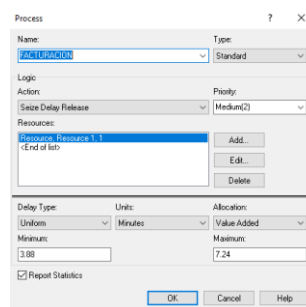 Process ? ×
Name: Type:
FACTURACION Standard
Logic
Action: Priority:
Seize Delay Release Medium(2)
Resources:
Resource, Resource 1, 1
<End of list>
Add...
Edit...
Delete
Delay Type: Units: Allocation:
Uniform Minutes Value Added
Minimum: Maximum:
3.88 7.24
Report Statistics
OK Cancel Help